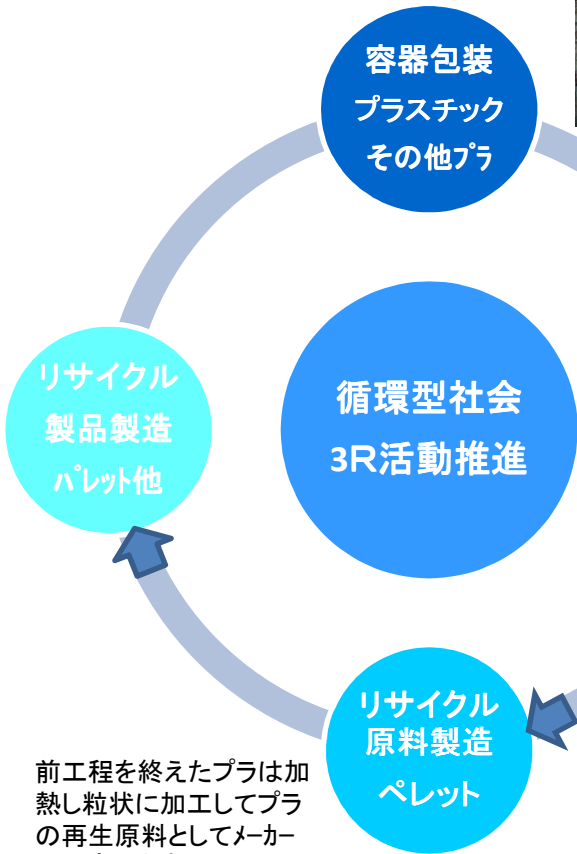 容器包装
プラスチック
その他ﾌﾟﾗ
リサイクル
製品製造
ﾊﾟﾚｯﾄ他
循環型社会
3R活動推進
リサイクル
原料製造
ペレット
前工程を終えたプラは加
熱し粒状に加工してプラ
の再生原料としてﾒｰｶｰ